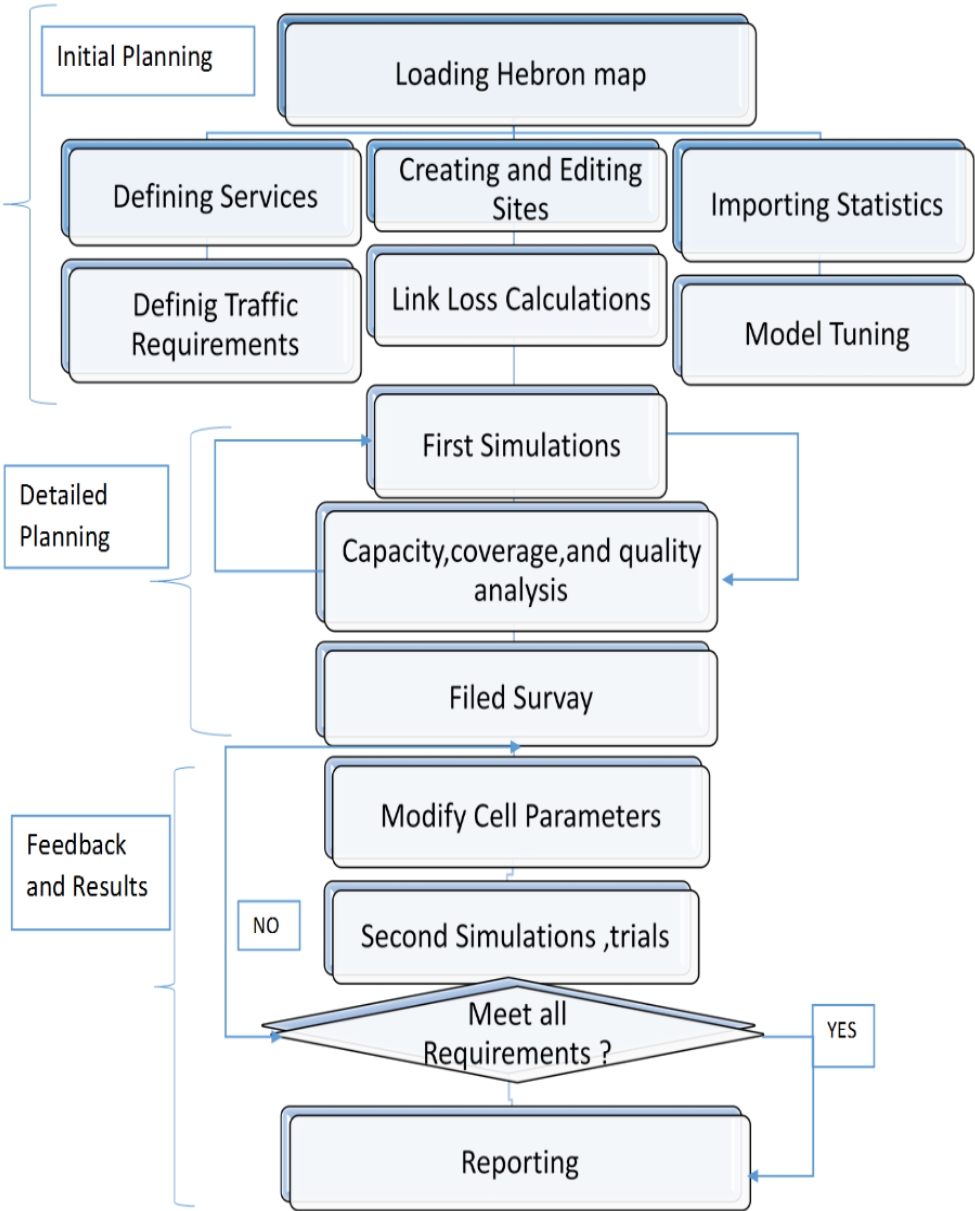 Initial Planning
Loading Hebron map
Defining Services
Creating and Editing
Sites
Importing Statistics
Definig Traffic
Requirements
Link Loss Calculations
Model Tuning
First Simulations
Detailed
Planning
Capacity,coverage,and quality
analysis
Filed Survay
Modify Cell Parameters
Feedback
and Results
NO
Second Simulations ,trials
Meet all
Requirements ?
YES
Reporting